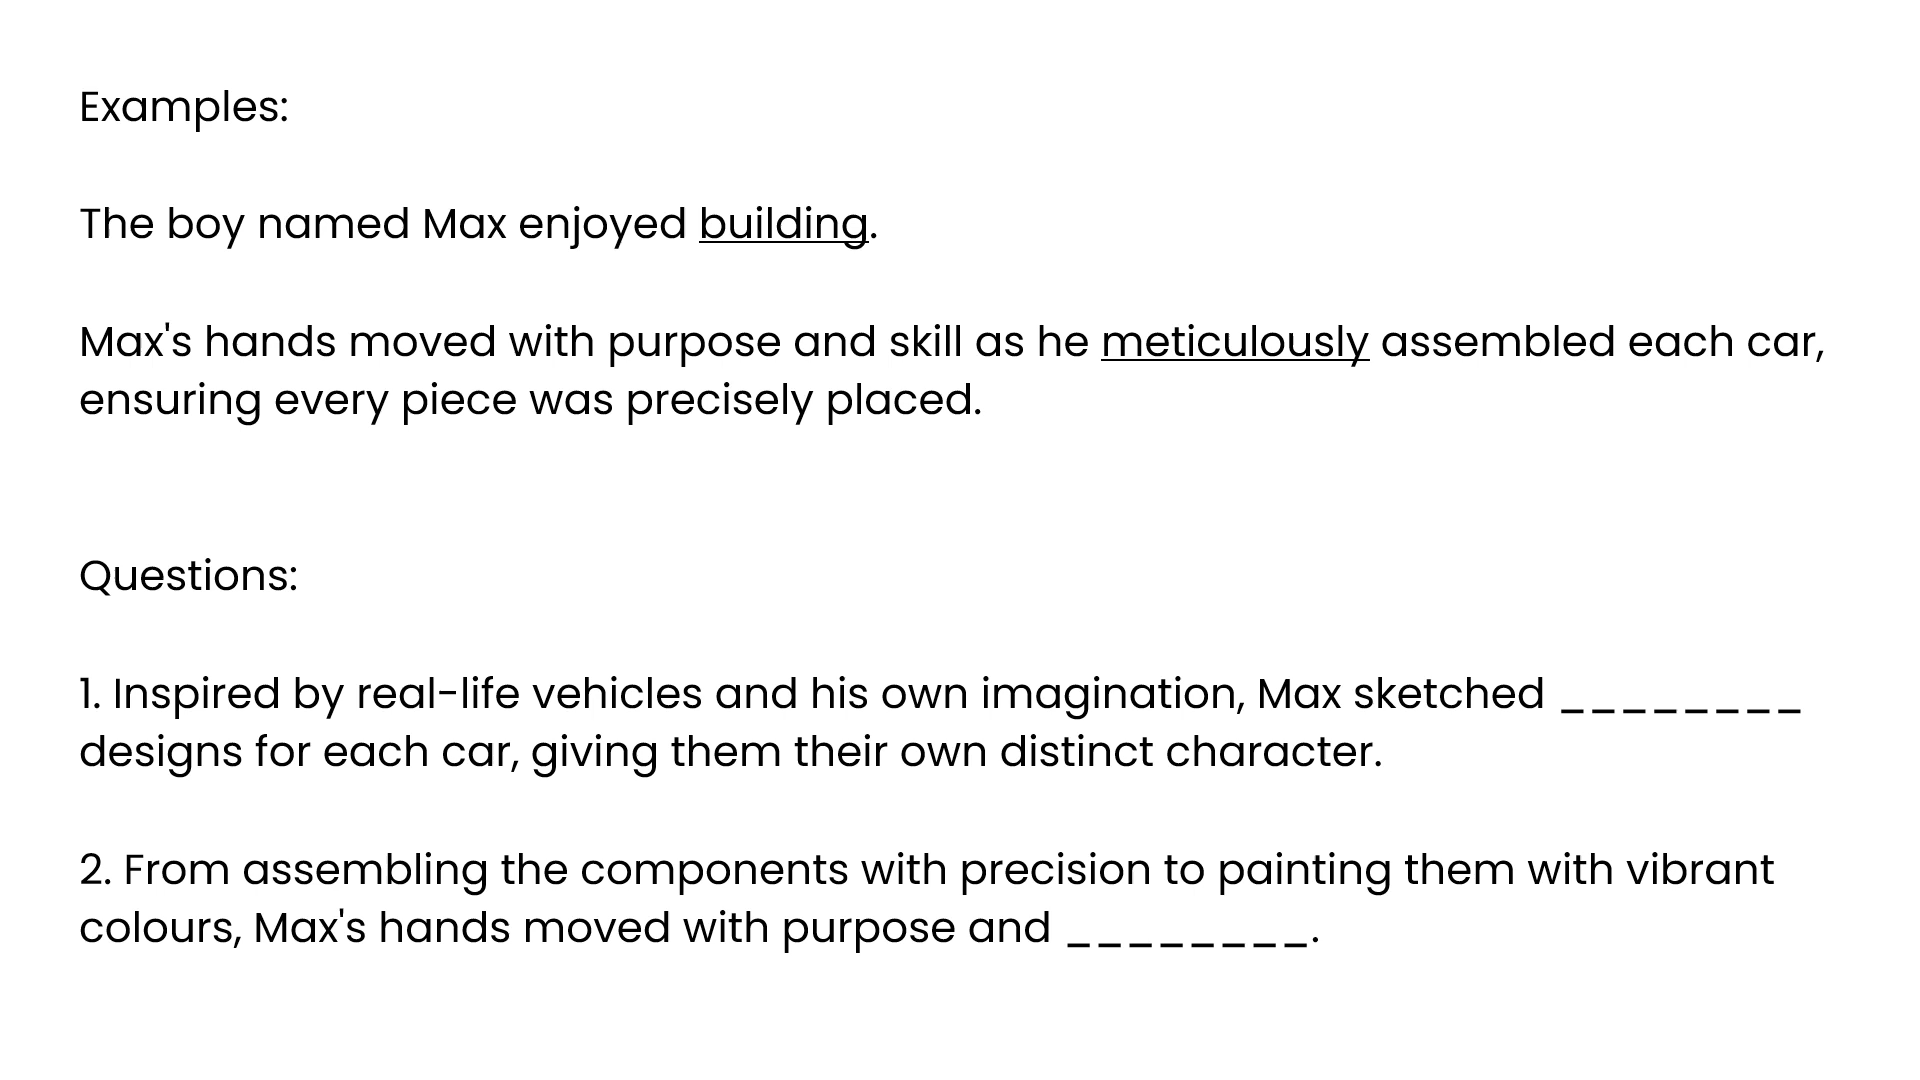 Examples:
The boy named Max enjoyed building.
Max's hands moved with purpose and skill as he meticulously assembled each car,
ensuring every piece was precisely placed.
Questions:
1. Inspired by real-life vehicles and his own imagination, Max sketched ________
designs for each car, giving them their own distinct character.
2. From assembling the components with precision to painting them with vibrant
colours, Max's hands moved with purpose and ________.